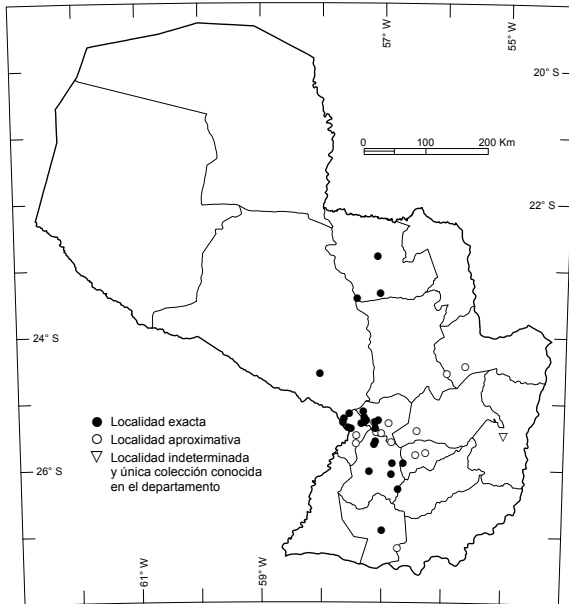 57° W
55° W
20° S
0 100 200 Km
22° S
24° S
Localidad exacta
Localidad aproximativa
Localidad indeterminada
y única colección conocida
en el departamento
26° S
61° W
59° W